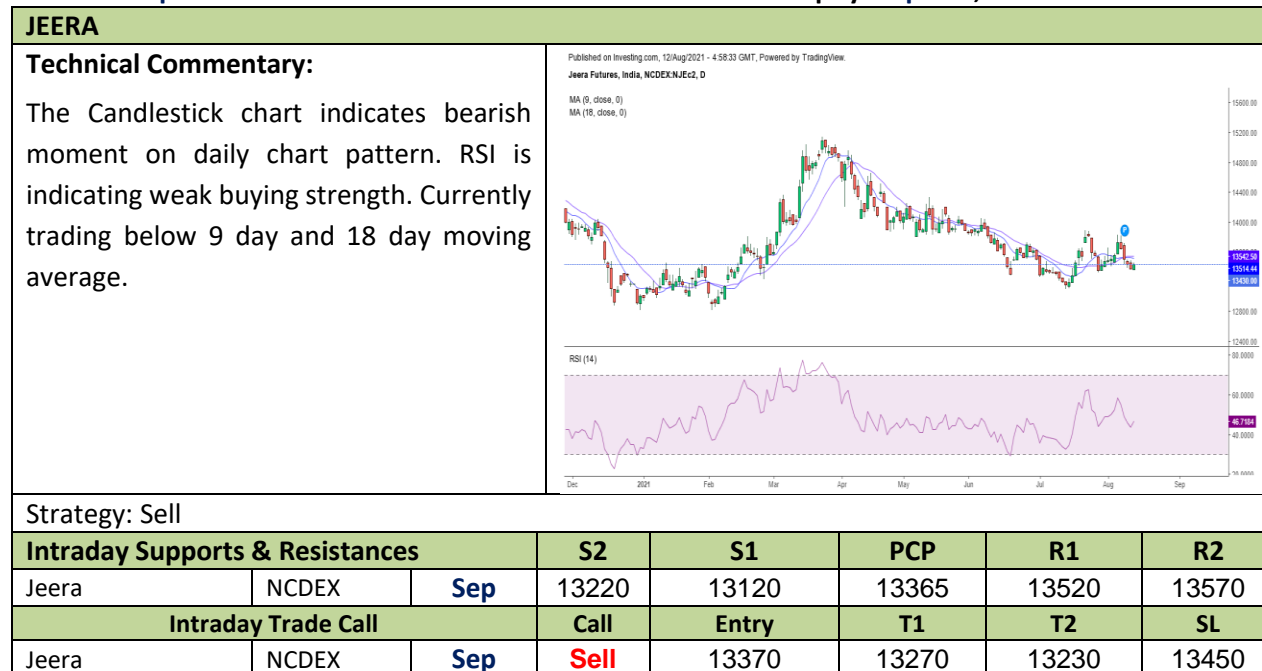 JEERA
Technical Commentary:
The Candlestick chart indicates bearish
moment on daily chart pattern. RSI is
indicating weak buying strength. Currently
trading below 9 day and 18 day moving
average.
Published on Investing.com, 12/Aug/2021 - 4:58:33 GMT, Powered by TradingView.
Jeera Futures, India, NCDEX:NJEc2, D
MA (9, close, 0)
MA (18, close, 0)
15600.00
15200.00
14800.00
14400.00
14000.00
13542.50
13514.44
13430.00
12800.00
12400.00
RSI (14)
80.0000
60.0000
46.7184
40.0000
20.0000
Dec 2021 Feb Mar Apr May Jun Jul Aug Sep
Strategy: Sell
Intraday Supports & Resistances S2 S1 PCP R1 R2
Jeera NCDEX Sep 13220 13120 13365 13520 13570
Intraday Trade Call Call Entry T1 T2 SL
Jeera NCDEX Sep Sell 13370 13270 13230 13450